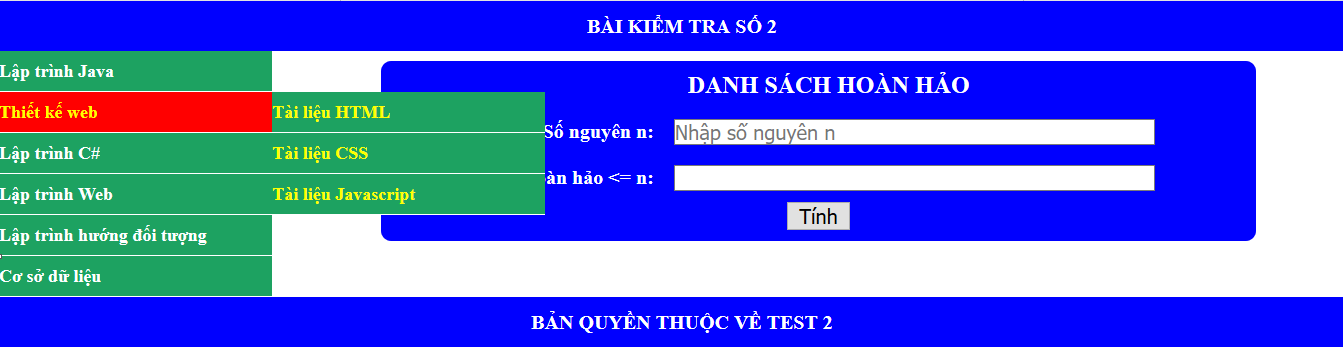 BÀI KIỂM TRA SỐ 2
Lập trình Java
Thiết kế web
Lập trình C#
Lập trình Web
Lập trình hướng đối tượng
Cơ sở dữ liệu
Tài liệu HTML
Tài liệu CSS
Tài liệu Javascript
DANH SÁCH HOÀN HẢO
Số nguyên n:
Nhập số nguyên n
hảo <= n:
Tính
BẢN QUYỀN THUỘC VỀ TEST 2